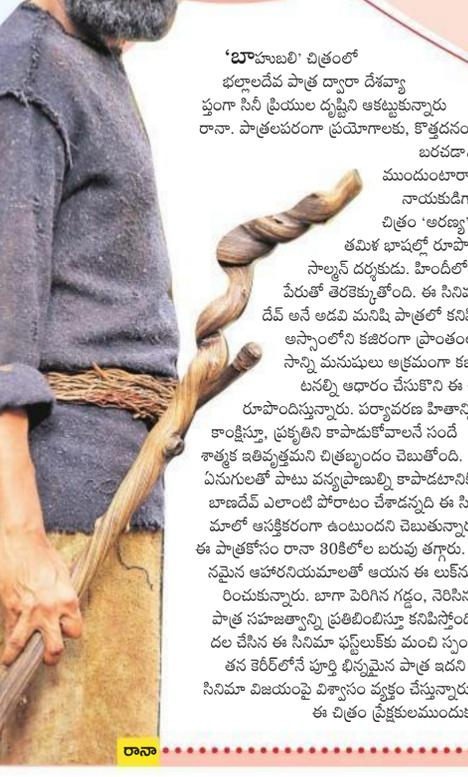 ‘బాహుబలి’ చిత్రంలో
భల్లాలదేవ పాత్ర ద్వారా దేశవ్యా
ప్తంగా సినీ ప్రియుల దృష్టిని ఆకట్టుకున్నారు
రానా. పాత్రలపరంగా ప్రయోగాలకు, కొత్తదనం
బరచడా
ముందుంటారా
నాయకుడిగ
చిత్రం ‘అరణ్య’
తమిళ భాషల్లో రూపొ
సాల్మన్ దర్శకుడు. హిందీలో
పేరుతో తెరకెక్కుతోంది. ఈ సినిమ
దేవ్ అనే అడవి మనిషి పాత్రలో కనిప
అస్సాంలోని కజిరంగా ప్రాంతంల
సాన్ని మనుషులు అక్రమంగా కబ
టనల్ని ఆధారం చేసుకొని ఈ
రూపొందిస్తున్నారు. పర్యావరణ హితాన్ని
కాంక్షిస్తూ, ప్రకృతిని కాపాడుకోవాలనే సందే
శాత్మక ఇతివృత్తమని చిత్రబృందం చెబుతోంది.
ఏనుగులతో పాటు వన్యప్రాణుల్ని కాపాడటానికి
బాణదేవ్ ఎలాంటి పోరాటం చేశాడన్నది ఈ సి
మాలో ఆసక్తికరంగా ఉంటుందని చెబుతున్నార
ఈ పాత్రకోసం రానా 30కిలోల బరువు తగ్గారు.
నమైన ఆహారనియమాలతో ఆయన ఈ లుక్‌ను
రించుకున్నారు. బాగా పెరిగిన గడ్డం, నెరిసిన
పాత్ర సహజత్వాన్ని ప్రతిబింబిస్తూ కనిపిస్తోంది
దల చేసిన ఈ సినిమా ఫస్ట్‌లుక్‌కు మంచి స్పం
తన కెరీర్‌లోనే పూర్తి భిన్నమైన పాత్ర ఇదని
సినిమా విజయంపై విశ్వాసం వ్యక్తం చేస్తున్నారు
ఈ చిత్రం ప్రేక్షకులముందుక
రానా